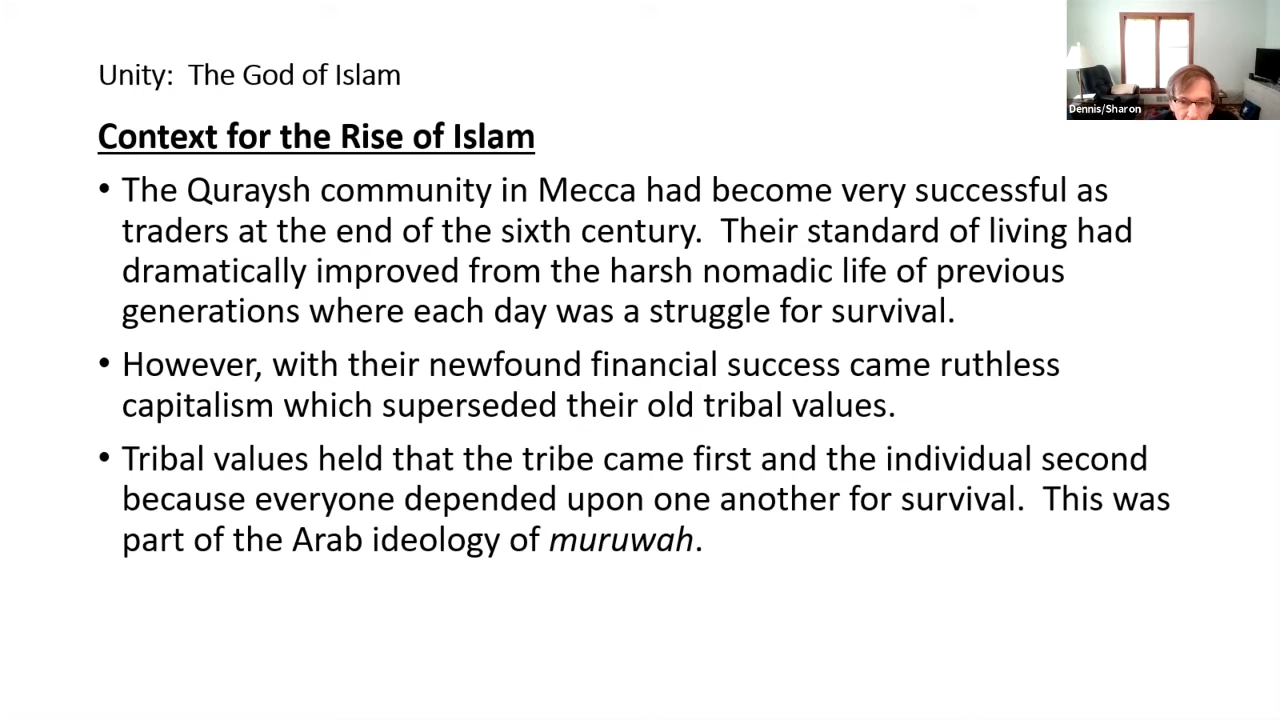 Unity:  The God of Islam
Dennis/Sharon
Context for the Rise of Islam
• The Quraysh community in Mecca had become very successful as
traders at the end of the sixth century.  Their standard of living had
dramatically improved from the harsh nomadic life of previous
generations where each day was a struggle for survival.
• However, with their newfound financial success came ruthless
capitalism which superseded their old tribal values.
• Tribal values held that the tribe came first and the individual second
because everyone depended upon one another for survival.  This was
part of the Arab ideology of muruwah.